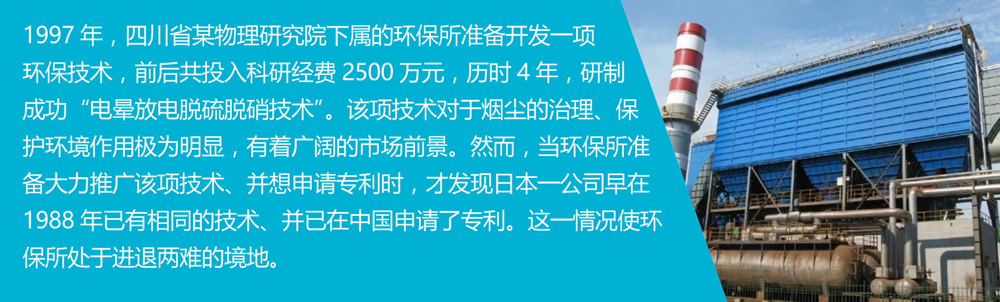 1997 年，四川省某物理研究院下属的环保所准备开发一项
环保技术，前后共投入科研经费 2500 万元，历时 4 年，研制
成功“电晕放电脱硫脱硝技术”。该项技术对于烟尘的治理、保
护环境作用极为明显，有着广阔的市场前景。然而，当环保所准
备大力推广该项技术、并想申请专利时，才发现日本一公司早在
1988 年已有相同的技术、并已在中国申请了专利。这一情况使环
保所处于进退两难的境地。